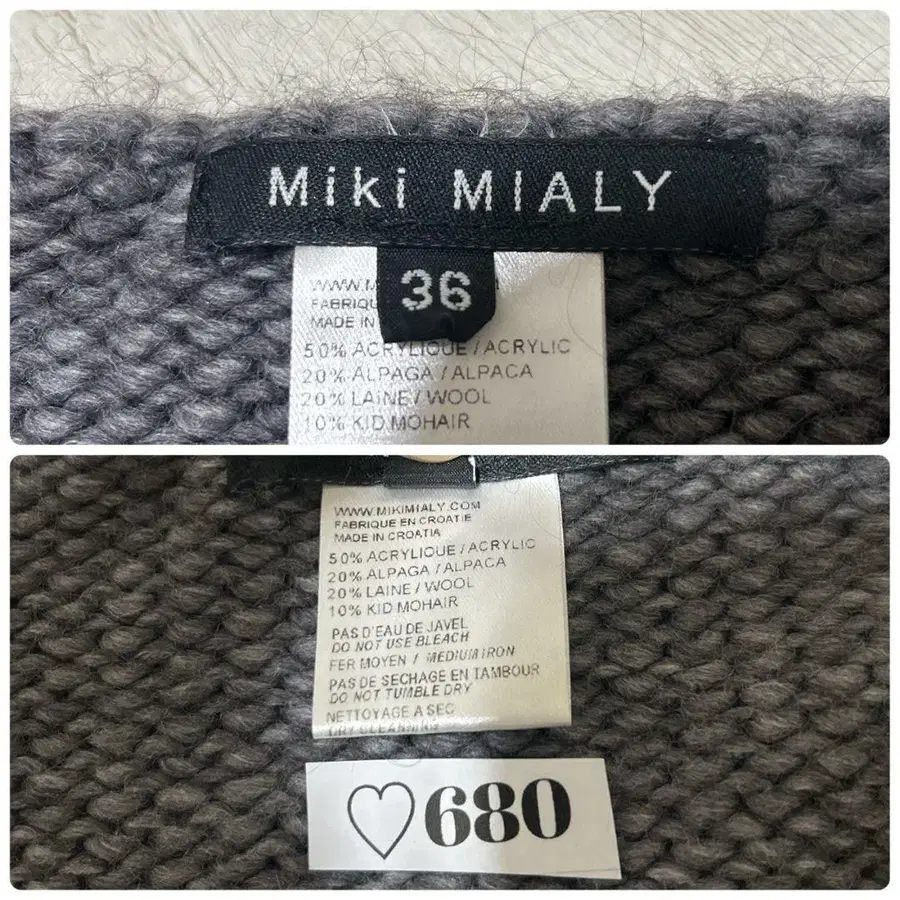 Miki MIALY
36
WWW.M
FABRIQU
MADE IN
50% ACRYLIQUE / ACRYLIC
20% ALPAGA / ALPACA
20% LAINE / WOOL
10% KID MOHAIR
WWW.MIKIMIALY.COM
FABRIQUE EN CROATIE
MADE IN CROATIA
50% ACRYLIQUE / ACRYLIC
20% ALPAGA / ALPACA
20% LAINE / WOOL
10% KID MOHAIR
PAS D'EAU DE JAVEL
DO NOT USE BLEACH
FER MOYEN / MEDIUM IRON
PAS DE SECHAGE EN TAMBOUR
DO NOT TUMBLE DRY
NETTOYAGE A SEC
DRY CLEANNING
♡680